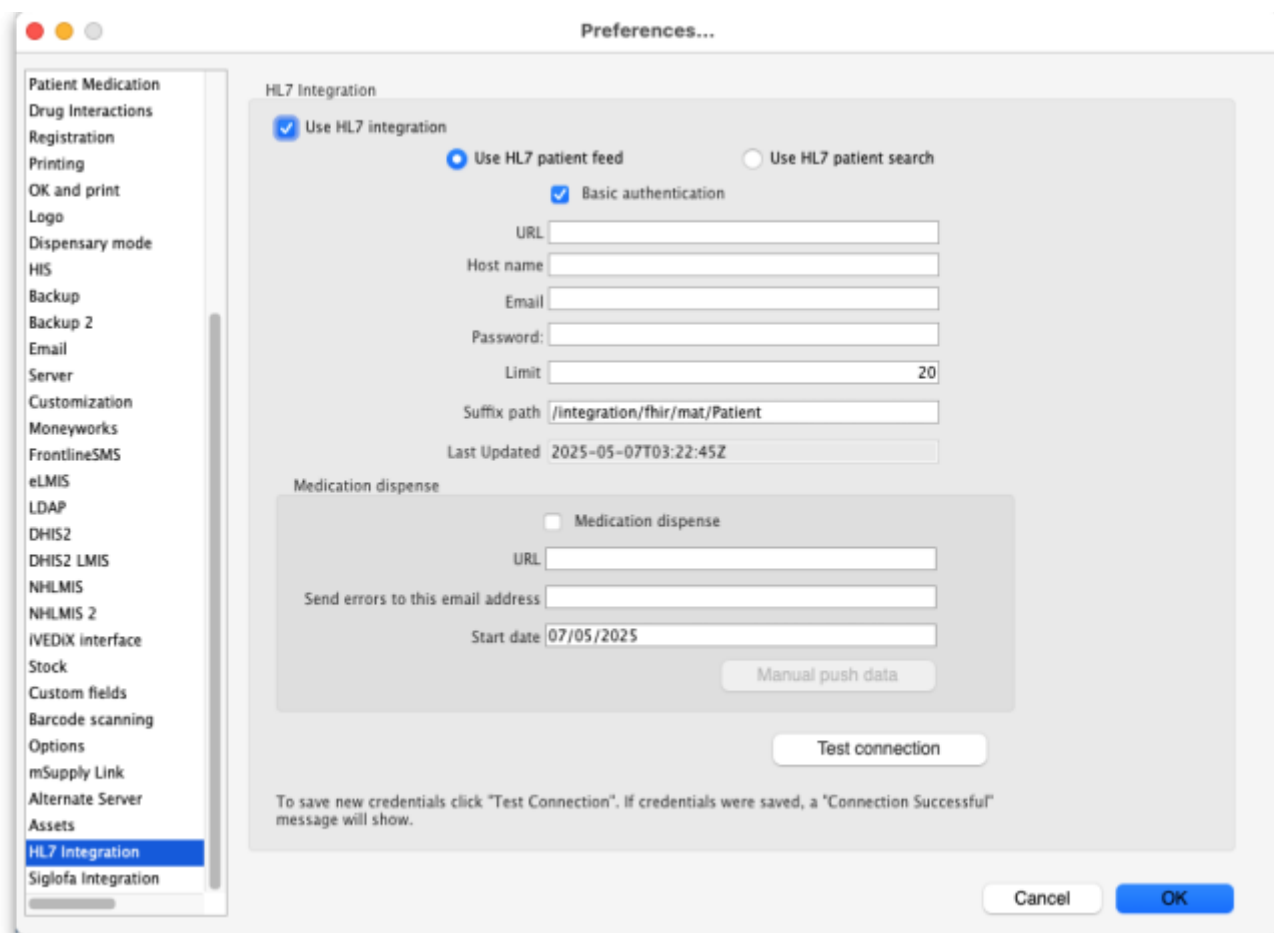 Preferences...
Patient Medication
Drug Interactions
Registration
Printing
OK and print
Logo
Dispensary mode
HIS
Backup
Backup 2
Email
Server
Customization
Moneyworks
FrontlineSMS
eLMIS
LDAP
DHIS2
DHIS2 LMIS
NHLMIS
NHLMIS 2
iVEDiX interface
Stock
Custom fields
Barcode scanning
Options
mSupply Link
Alternate Server
Assets
HL7 Integration
Siglofa Integration
HL7 Integration
Use HL7 integration
Use HL7 patient feed Use HL7 patient search
Basic authentication
URL
Host name
Email
Password:
Limit 20
Suffix path /integration/fhir/mat/Patient
Last Updated 2025-05-07T03:22:45Z
Medication dispense
Medication dispense
URL
Send errors to this email address
Start date 07/05/2025
Manual push data
Test connection
To save new credentials click "Test Connection". If credentials were saved, a "Connection Successful"
message will show.
Cancel OK